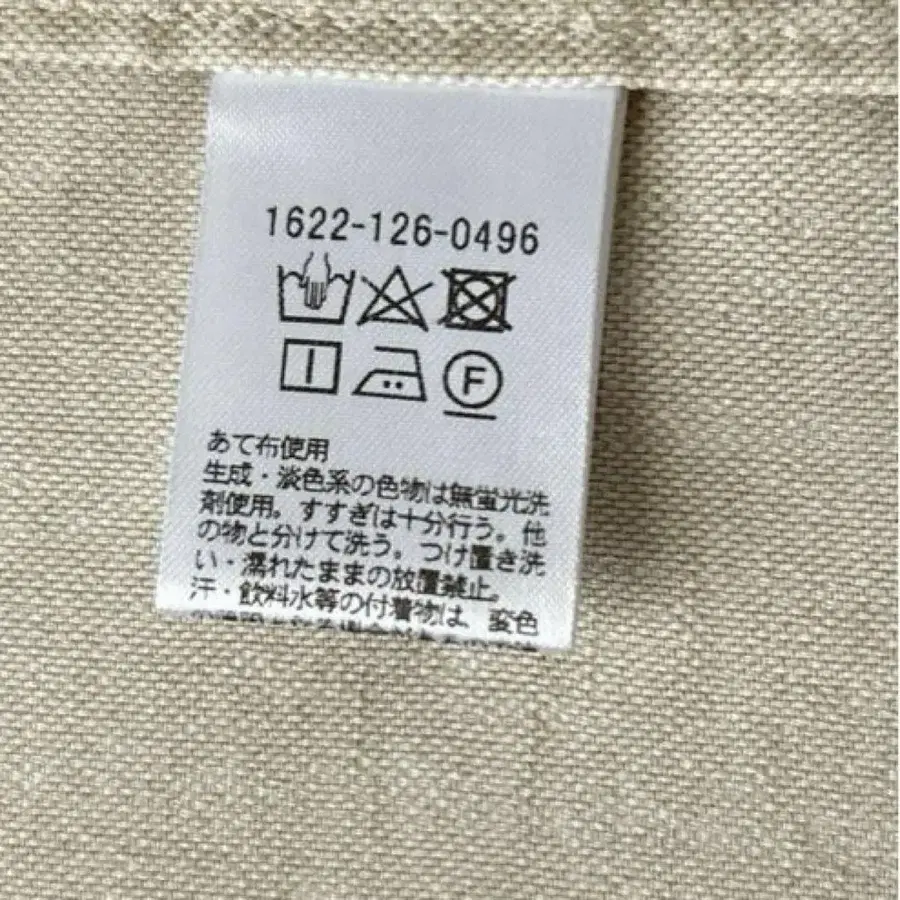 1622-126-0496
F
あて布使用
生成・淡色系の色物は無蛍光洗
剤使用。すすぎは十分行う。他
の物と分けて洗う。つけ置き洗
い・濡れたままの放置禁止。
汗・飲料水等の付着物は、変色